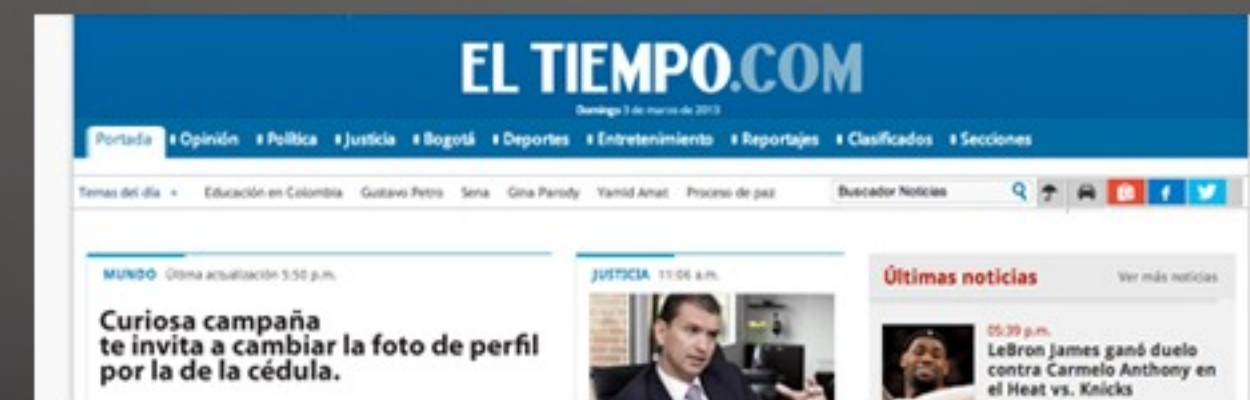 EL TIEMPO.COM
Domingo 3 de marzo de 2013
Portada Opinión Política Justicia Bogotá Deportes Entretenimiento Reportajes Clasificados Secciones
Temas del día Educación en Colombia Gustavo Petro Sena Gina Parody Yamid Amat Proceso de paz Buscador Noticias
MUNDO Última actualización 5:50 p.m.
Curiosa campaña
te invita a cambiar la foto de perfil
por la de la cédula.
JUSTICIA 11:06 a.m.
Últimas noticias Ver más noticias
05:39 p.m.
LeBron James ganó duelo
contra Carmelo Anthony en
el Heat vs. Knicks